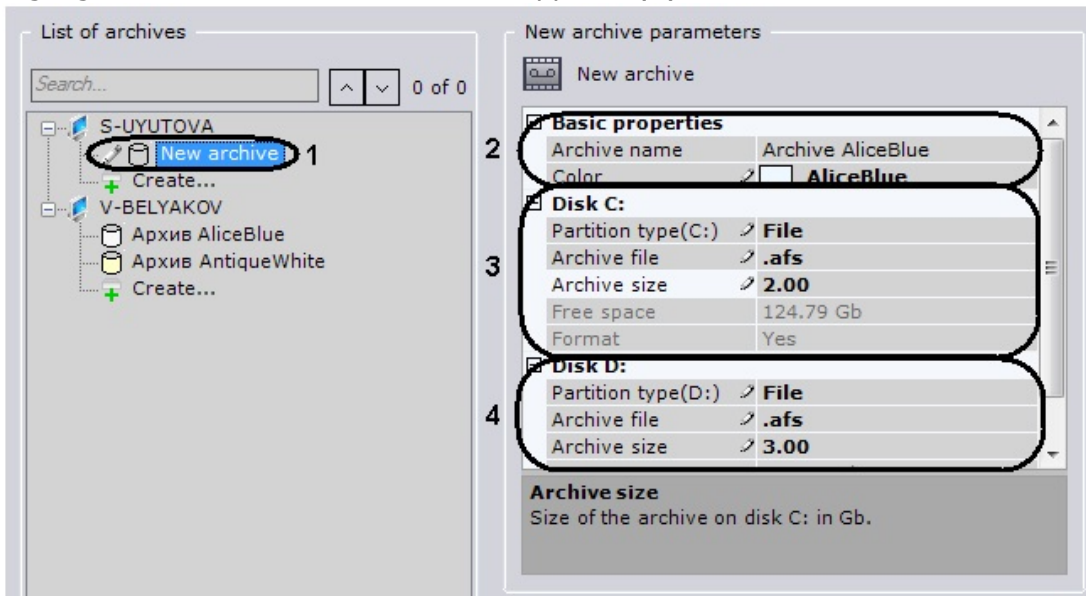 List of archives
Search...
0 of 0
S-UYUTOVA
New archive 1
Create...
V-BELYAKOV
Архив AliceBlue
Архив AntiqueWhite
Create...
New archive parameters
New archive
2
Basic properties
Archive name Archive AliceBlue
Color AliceBlue
3
Disk C:
Partition type(C:) File
Archive file .afs
Archive size 2.00
Free space 124.79 Gb
Format Yes
4
Disk D:
Partition type(D:) File
Archive file .afs
Archive size 3.00
Archive size
Size of the archive on disk C: in Gb.